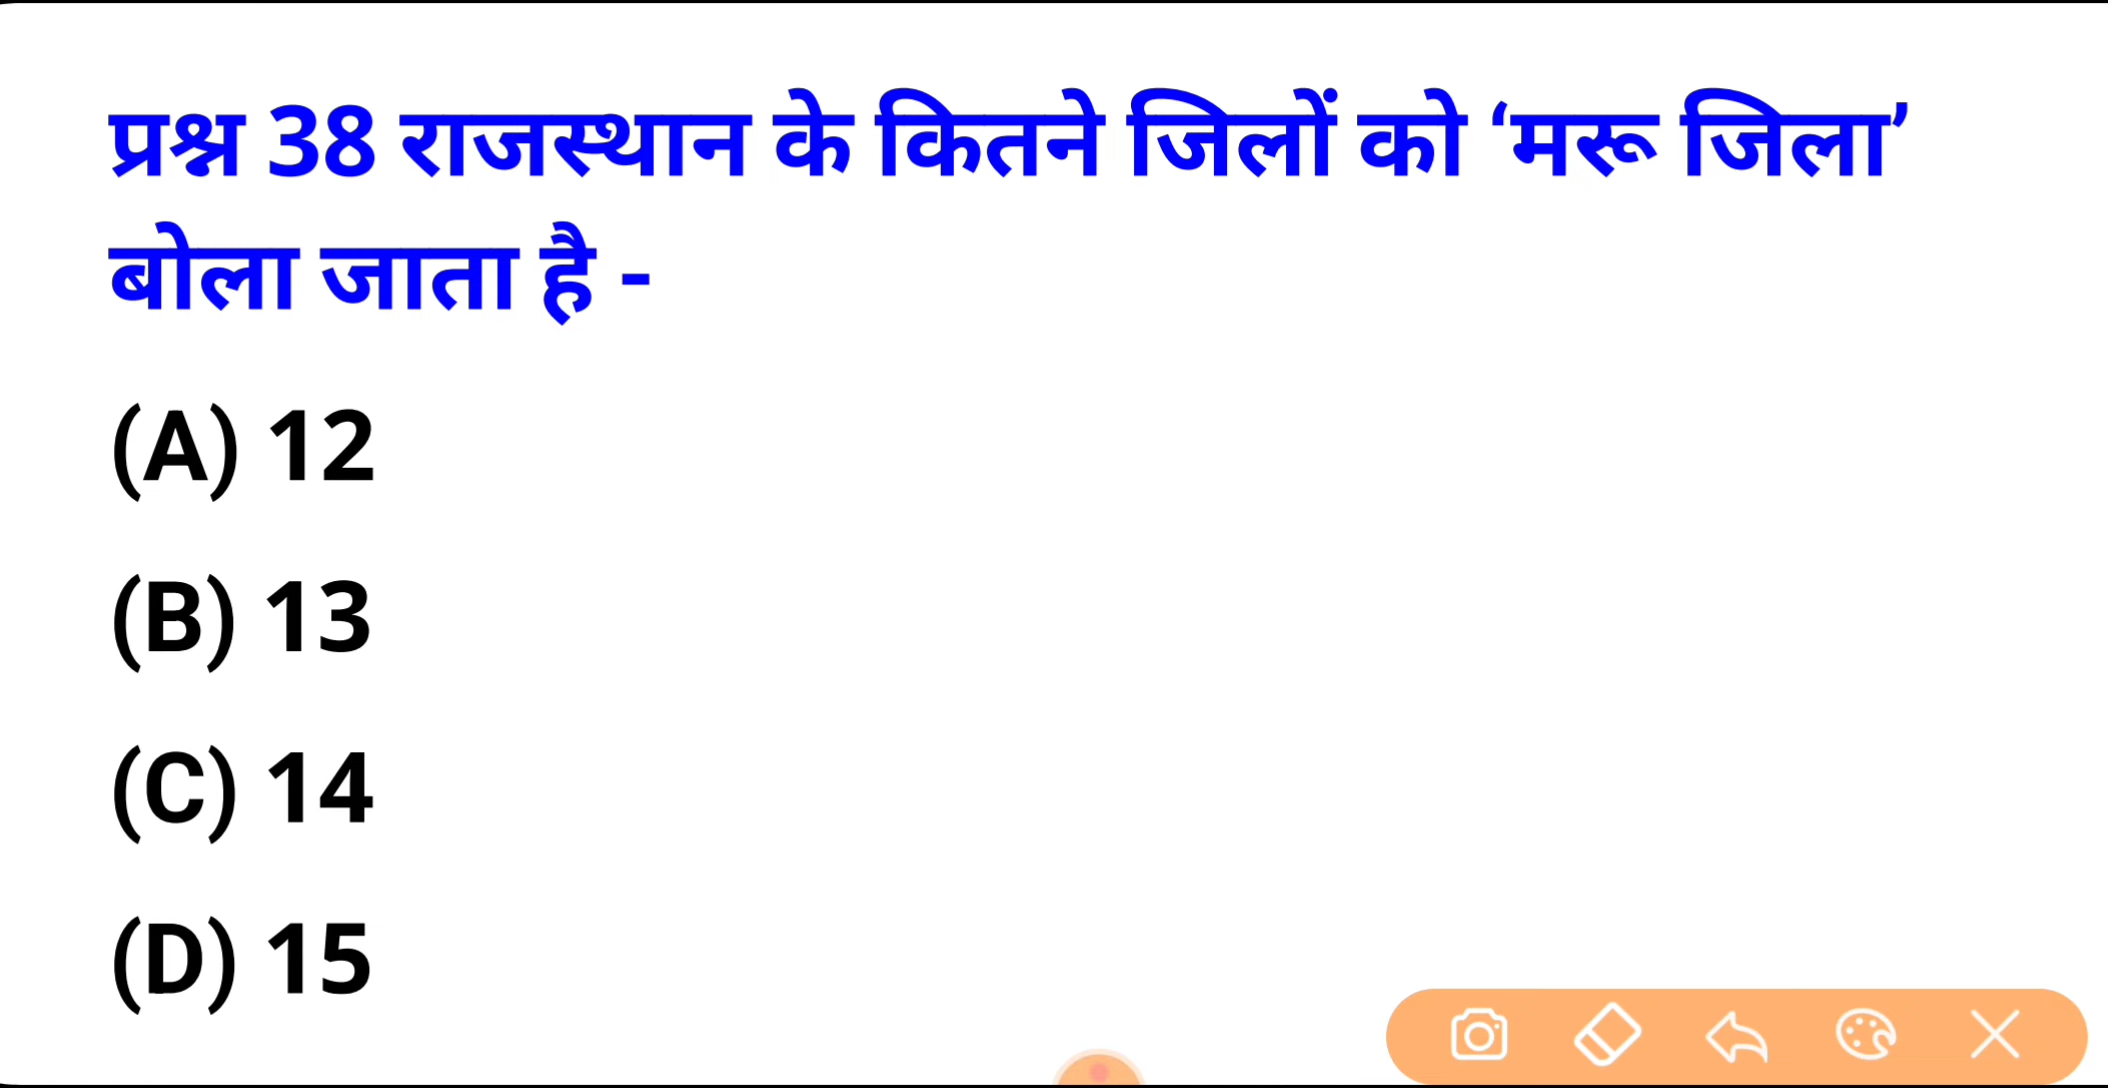 प्रश्न 38 राजस्थान के कितने जिलों को ‘मरू जिला’
बोला जाता है -
(A) 12
(B) 13
(C) 14
(D) 15